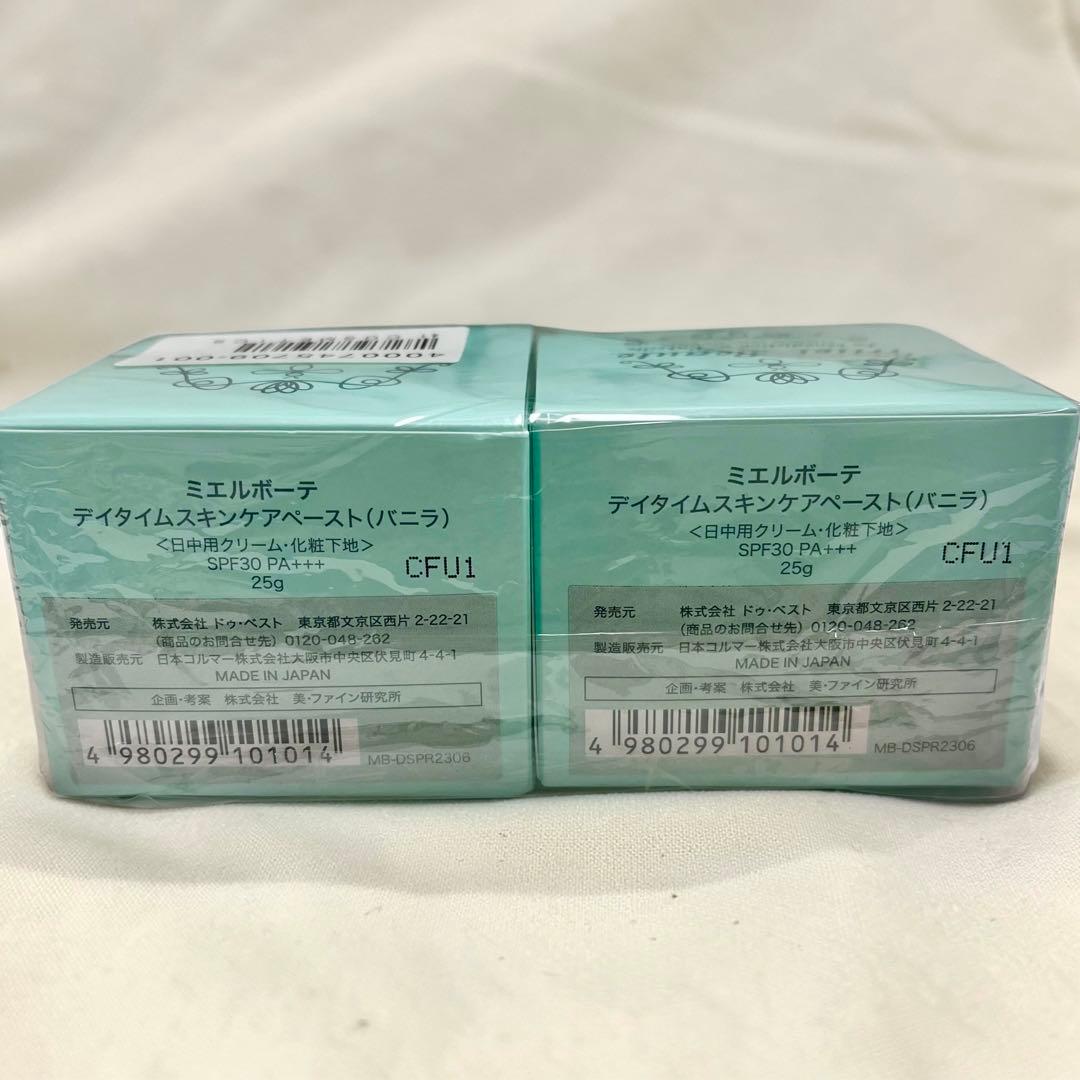 4000745709-001
ミエルボーテ
デイタイムスキンケアペースト(バニラ)
<日中用クリーム・化粧下地>
SPF30 PA+++
25g
CFU1
発売元 株式会社 ドゥ・ベスト 東京都文京区西片 2-22-21
(商品のお問合せ先) 0120-048-262
製造販売元 日本コルマー株式会社大阪市中央区伏見町4-4-1
MADE IN JAPAN
企画・考案 株式会社 美・ファイン研究所
4 980299 101014
MB-DSPR2306
Miel Beaute
ミエルボーテ
デイタイムスキンケアペースト(バニラ)
<日中用クリーム・化粧下地>
SPF30 PA+++
25g
CFU1
発売元 株式会社 ドゥ・ベスト 東京都文京区西片 2-22-21
(商品のお問合せ先) 0120-048-262
製造販売元 日本コルマー株式会社大阪市中央区伏見町4-4-1
MADE IN JAPAN
企画・考案 株式会社 美・ファイン研究所
4 980299 101014
MB-DSPR2306